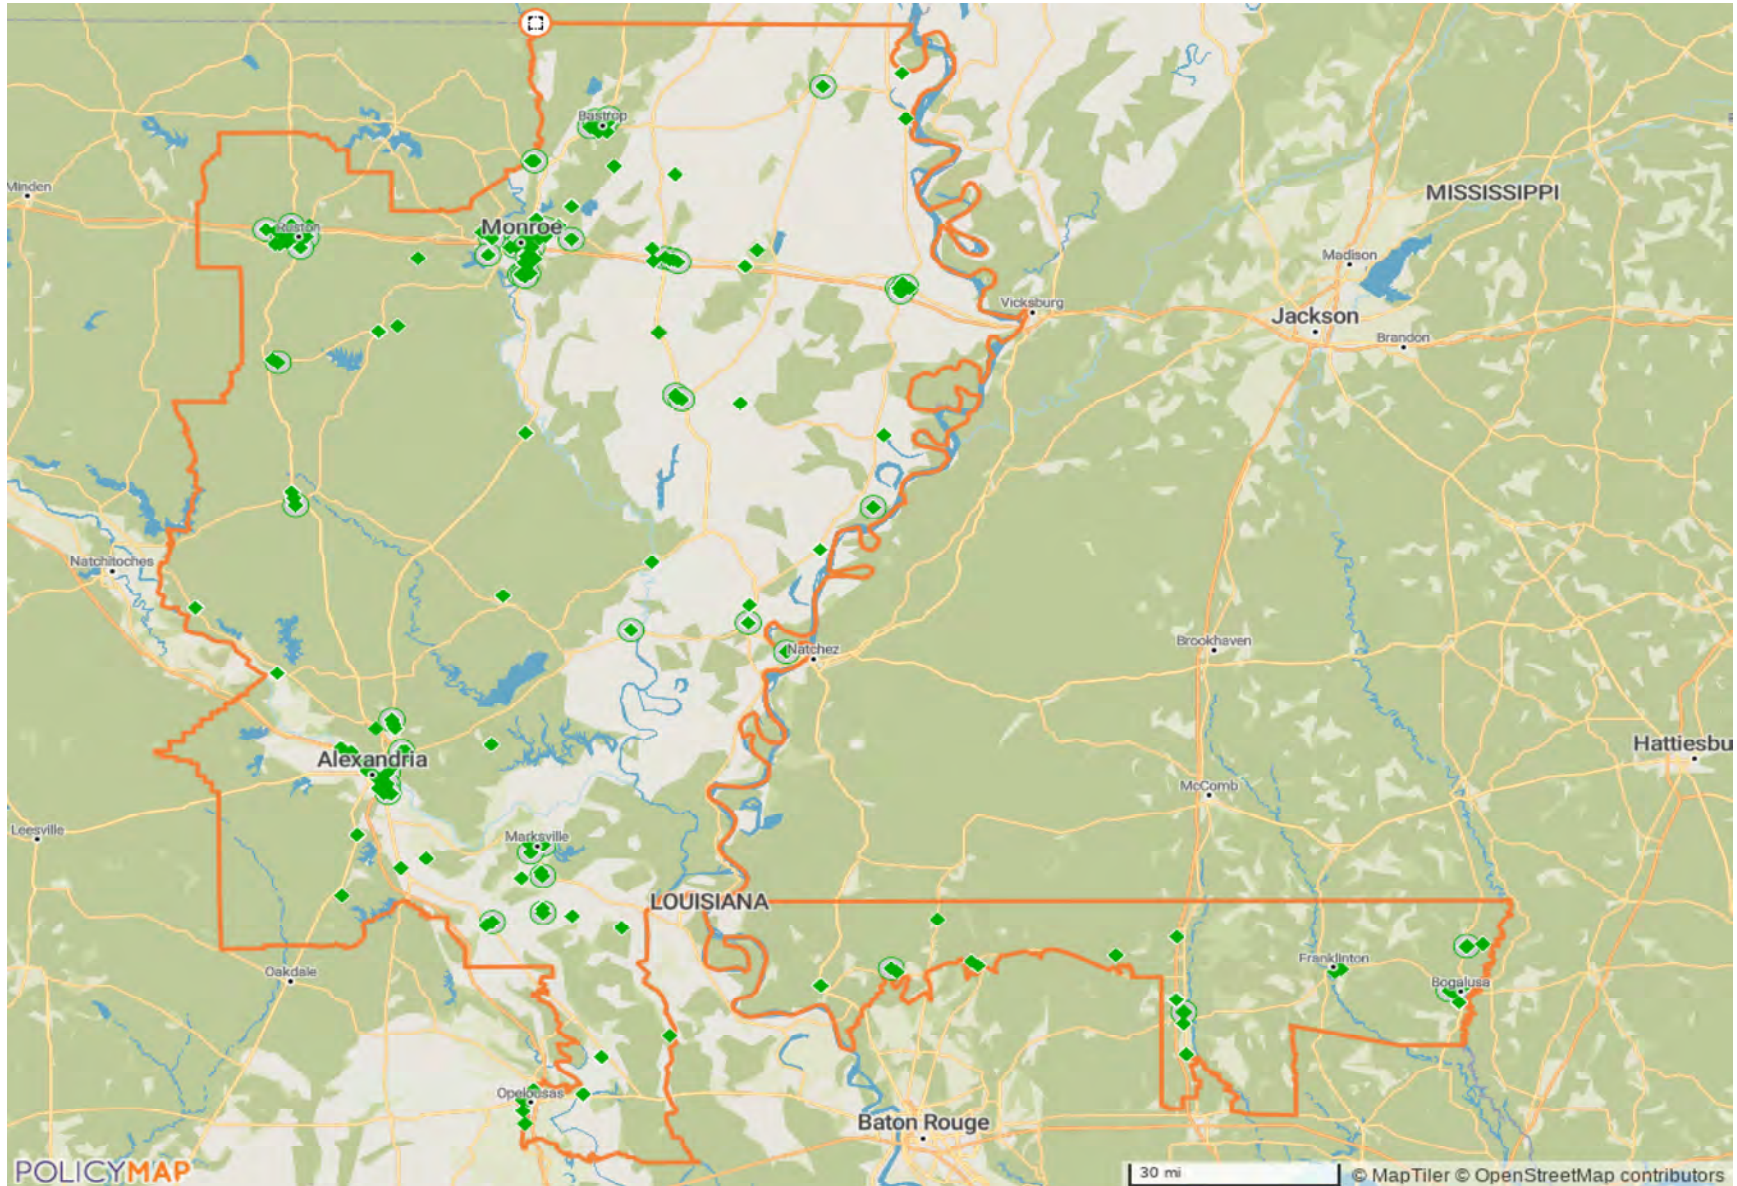 Bastrop
Minden
MISSISSIPPI
Ruston
Monroe
Madison
Vicksburg
Jackson
Brandon
Natchitoches
Brookhaven
Natchez
Hattiesbu
Alexandria
McComb
Leesville
Marksville
LOUISIANA
Oakdale
Franklinton
Bogalusa
Opelousas
Baton Rouge
POLICYMAP
30 mi
© MapTiler © OpenStreetMap contributors